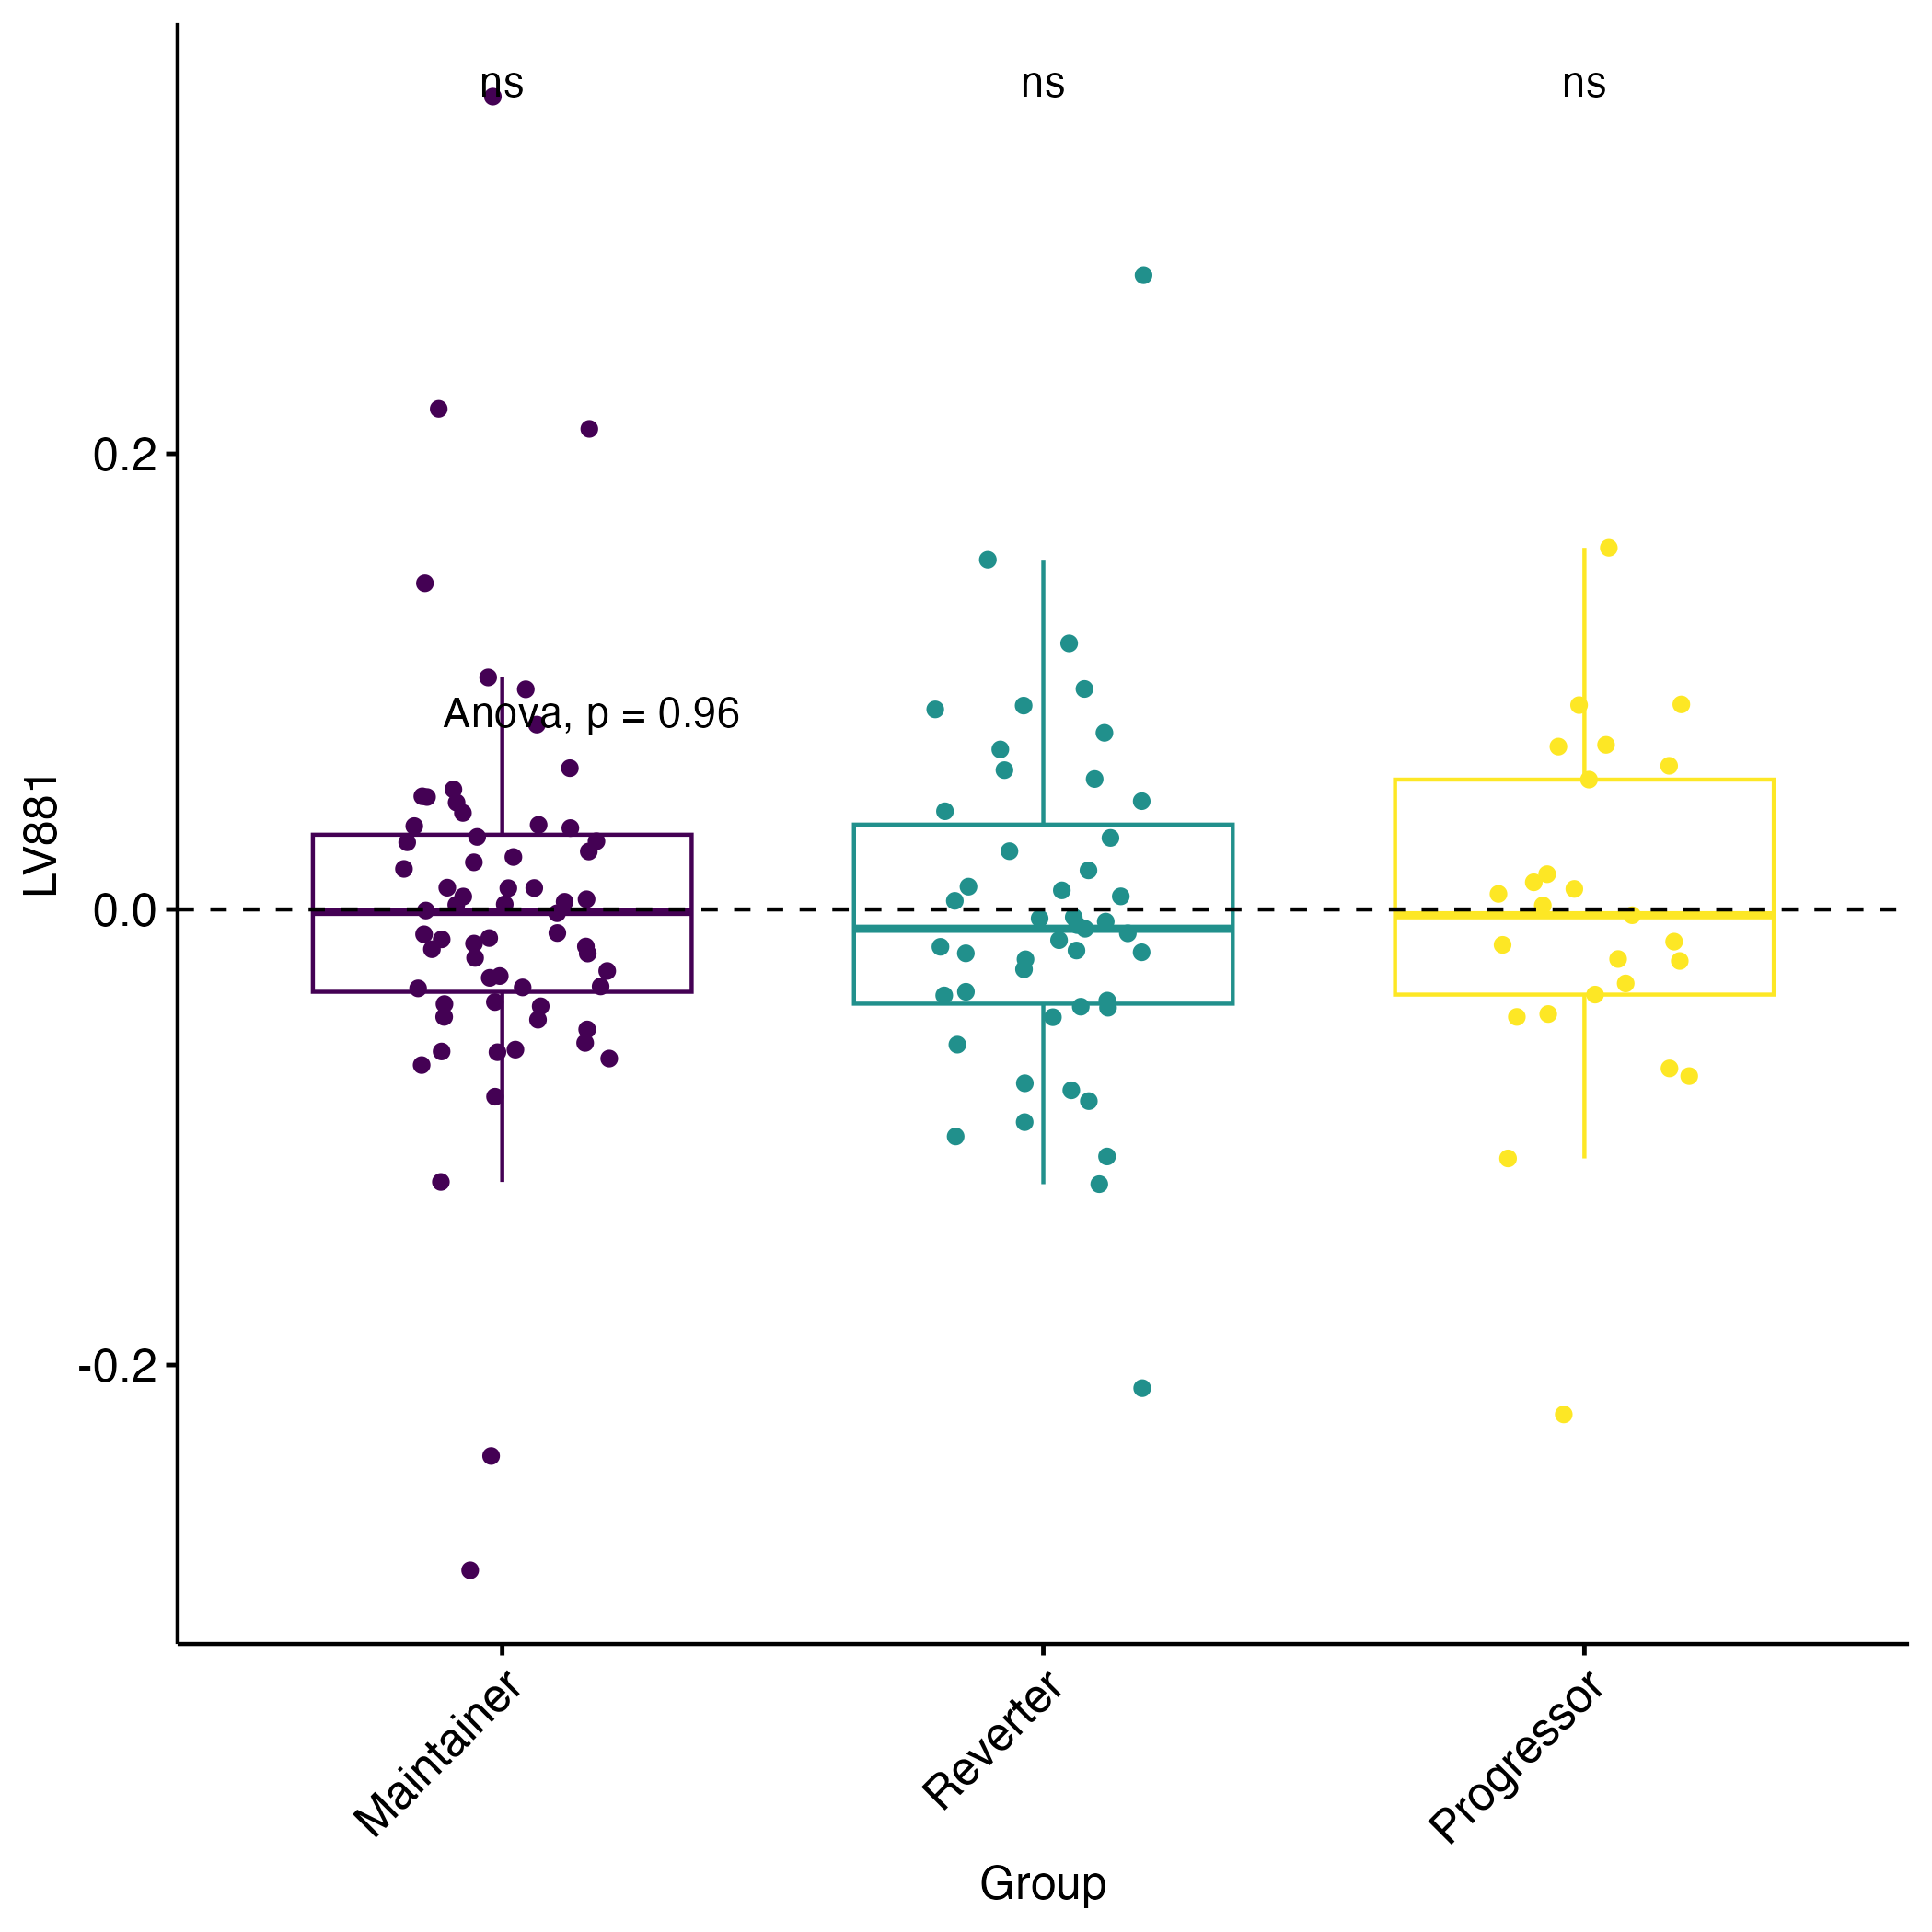 ns
ns
ns
Anova, p = 0.96
LV881
0.2
0.0
-0.2
Maintainer
Reverter
Progressor
Group